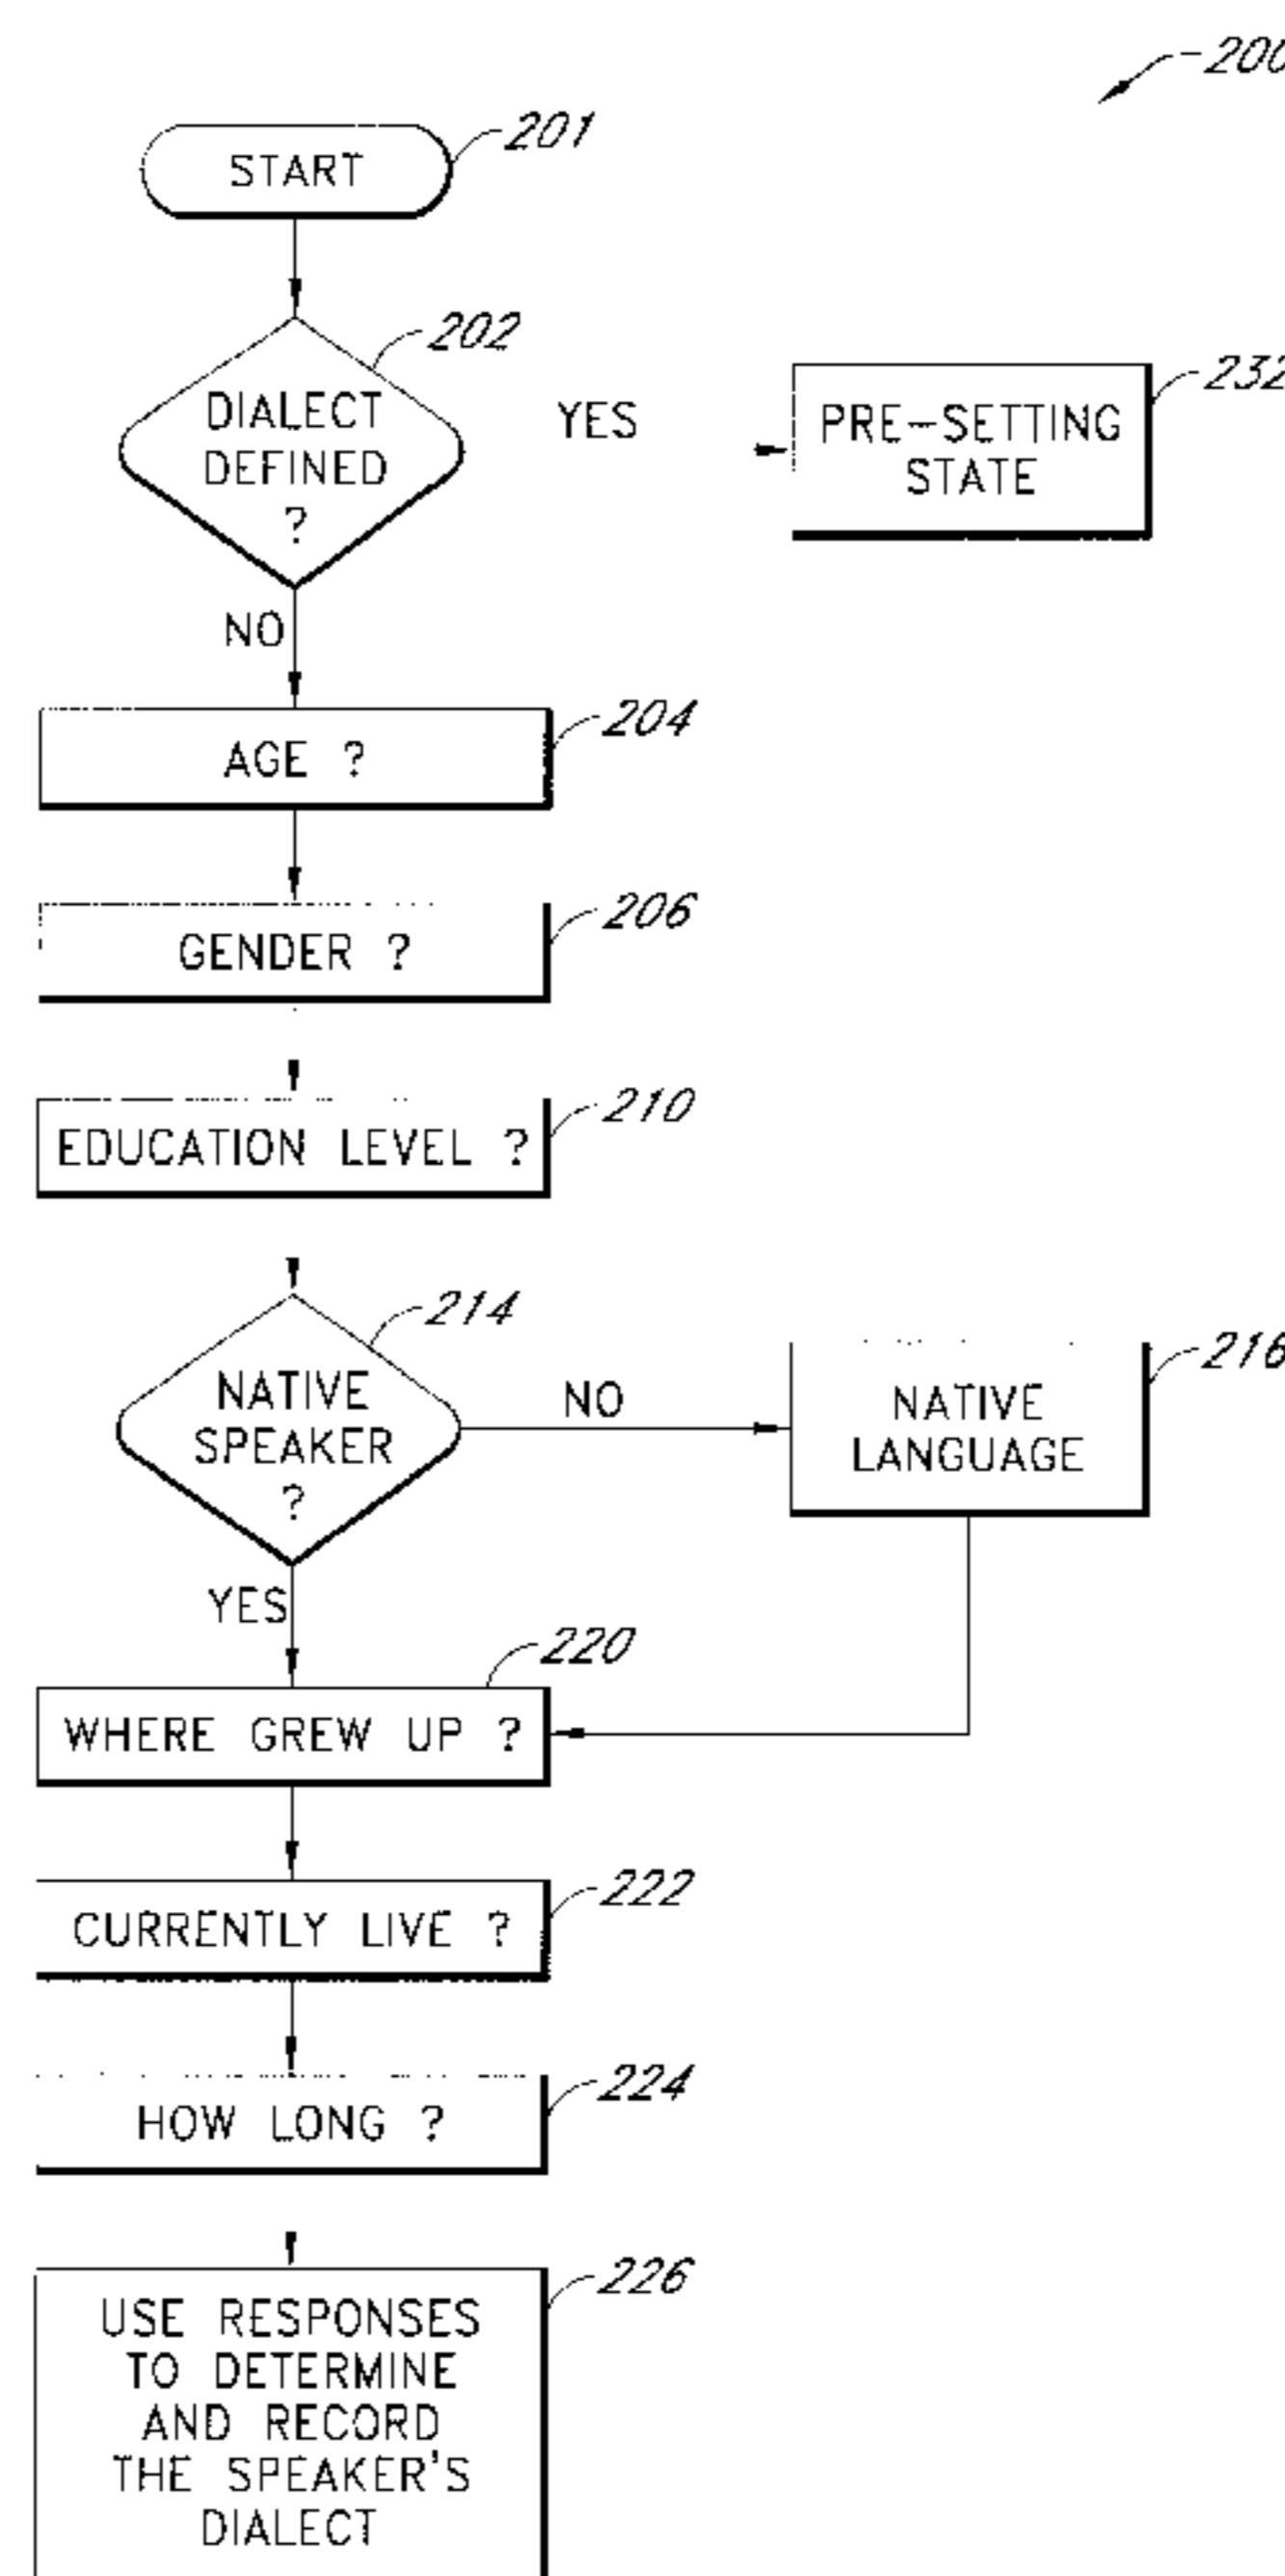 200
201
START
202
DIALECT
DEFINED
?
YES
232
PRE-SETTING
STATE
NO
204
AGE ?
206
GENDER ?
210
EDUCATION LEVEL ?
214
NATIVE
SPEAKER
?
NO
216
NATIVE
LANGUAGE
YES
220
WHERE GREW UP ?
222
CURRENTLY LIVE ?
224
HOW LONG ?
226
USE RESPONSES
TO DETERMINE
AND RECORD
THE SPEAKER'S
DIALECT